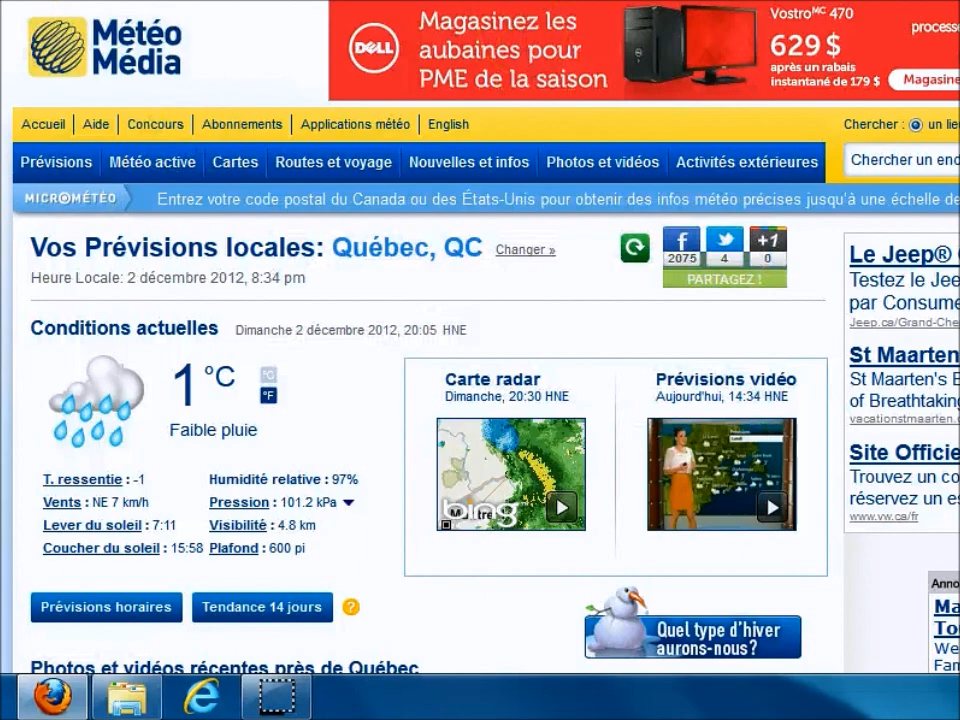 Météo
Média
DELL
Magasinez les
aubaines pour
PME de la saison
Vostro MC 470
629 $
après un rabais
instantané de 179 $
Accueil Aide Concours Abonnements Applications météo English
Chercher :
Prévisions Météo active Cartes Routes et voyage Nouvelles et infos Photos et vidéos Activités extérieures
Chercher un
MICROMÉTÉO
Entrez votre code postal du Canada ou des États-Unis pour obtenir des infos météo précises jusqu'à une échelle de
Vos Prévisions locales: Québec, QC Changer »
Heure Locale: 2 décembre 2012, 8:34 pm
2075 4 +1 0
PARTAGEZ !
Conditions actuelles Dimanche 2 décembre 2012, 20:05 HNE
1 °C
°C
°F
Faible pluie
T. ressentie : -1 Humidité relative : 97%
Vents : NE 7 km/h Pression : 101.2 kPa
Lever du soleil : 7:11 Visibilité : 4.8 km
Coucher du soleil : 15:58 Plafond : 600 pi
Carte radar
Dimanche, 20:30 HNE
bing
Prévisions vidéo
Aujourd'hui, 14:34 HNE
Prévisions horaires Tendance 14 jours ?
Quel type d'hiver
aurons-nous?
Photos et vidéos récentes près de Québec
Le Jeep®
Testez le
par
Jeep.ca/Grand-Che
St Maarten
St Maarten's
of
vacationstmaarten.
Site
Trouvez un
réservez un
www.vw.ca/fr